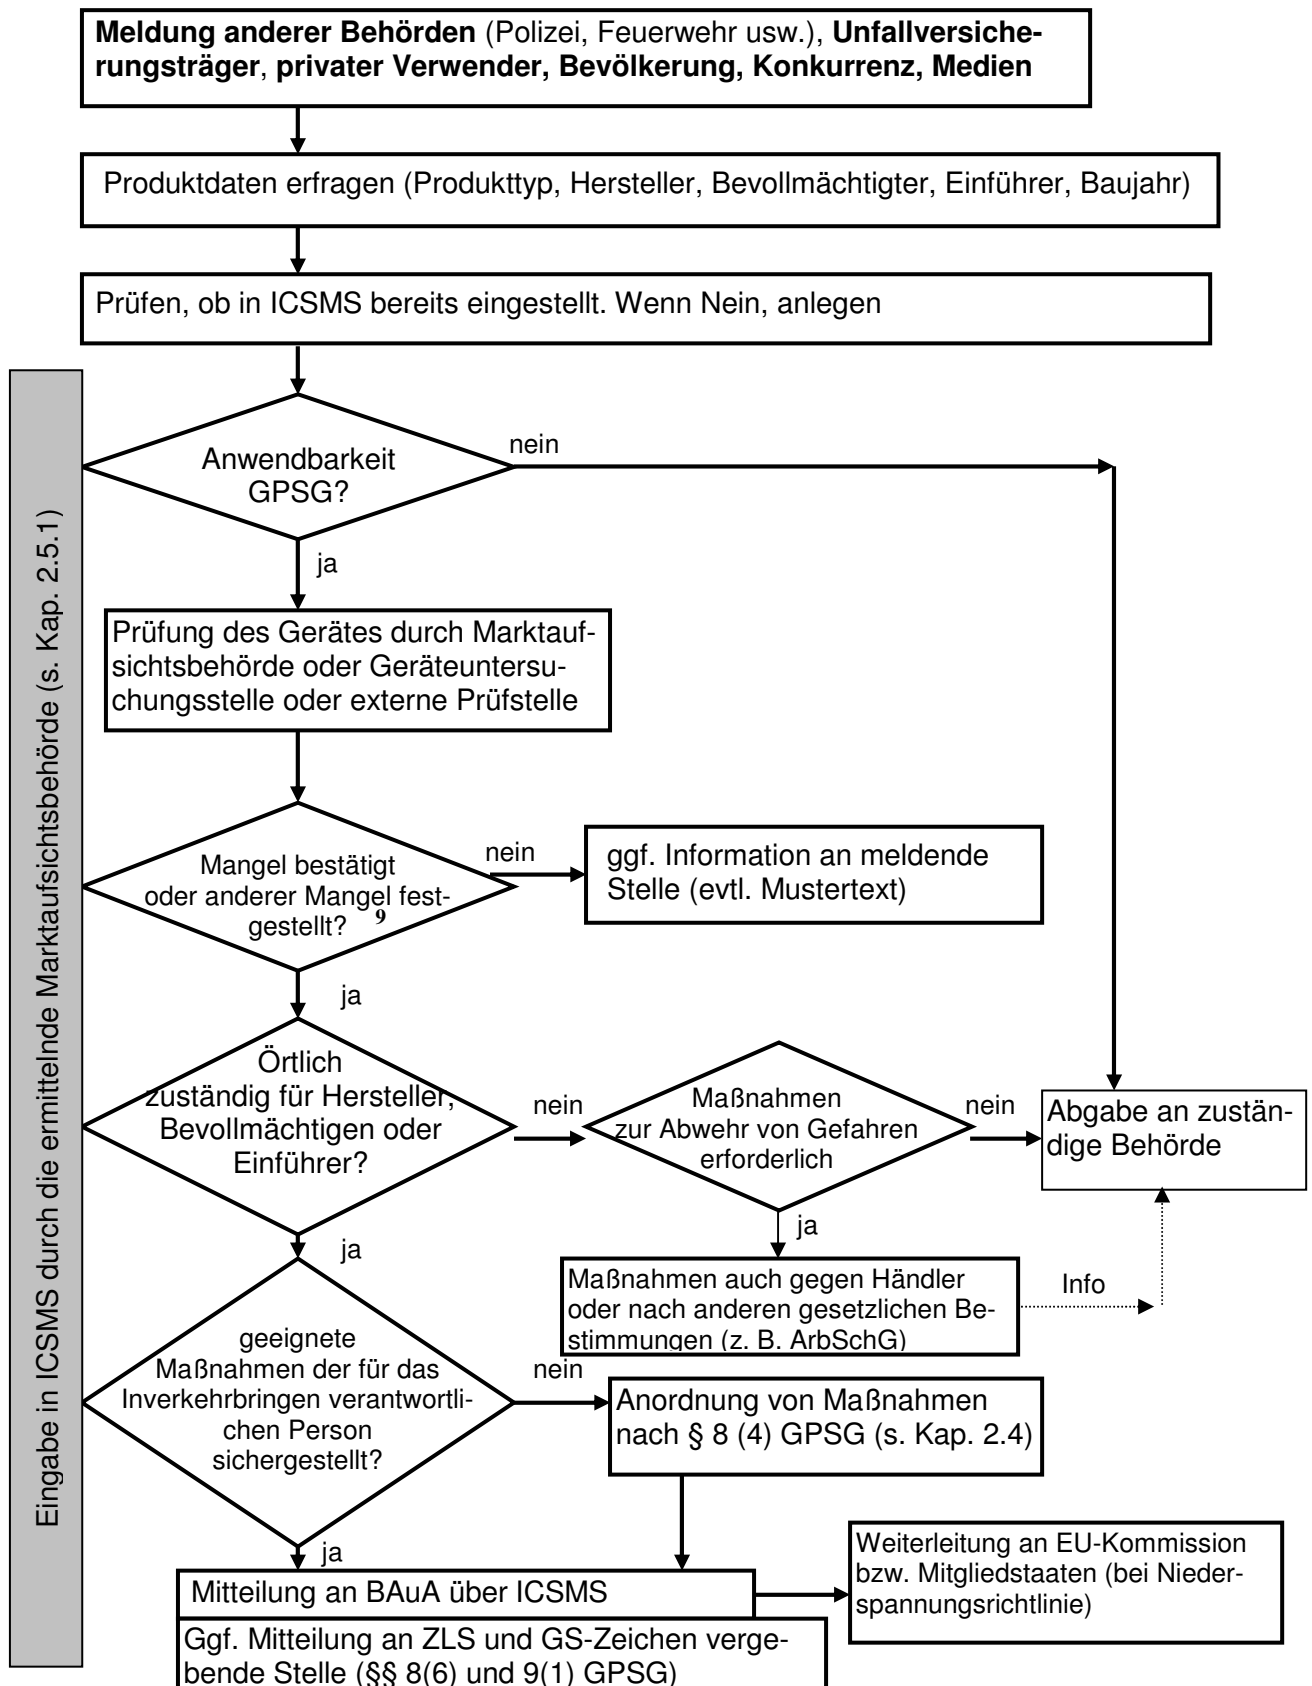 Meldung anderer Behörden (Polizei, Feuerwehr usw.), Unfallversiche-
rungsträger, privater Verwender, Bevölkerung, Konkurrenz, Medien
Produktdaten erfragen (Produkttyp, Hersteller, Bevollmächtigter, Einführer, Baujahr)
Prüfen, ob in ICSMS bereits eingestellt. Wenn Nein, anlegen
Eingabe in ICSMS durch die ermittelnde Marktaufsichtsbehörde (s. Kap. 2.5.1)
Anwendbarkeit
GPSG?
nein
ja
Prüfung des Gerätes durch Marktauf-
sichtsbehörde oder Geräteuntersu-
chungsstelle oder externe Prüfstelle
Mangel bestätigt
oder anderer Mangel fest-
gestellt? 9
nein
ggf. Information an meldende
Stelle (evtl. Mustertext)
ja
Örtlich
zuständig für Hersteller,
Bevollmächtigen oder
Einführer?
nein
Maßnahmen
zur Abwehr von Gefahren
erforderlich
nein
Abgabe an zustän-
dige Behörde
ja
ja
Maßnahmen auch gegen Händler
oder nach anderen gesetzlichen Be-
stimmungen (z. B. ArbSchG)
Info
geeignete
Maßnahmen der für das
Inverkehrbringen verantwortli-
chen Person
sichergestellt?
nein
Anordnung von Maßnahmen
nach § 8 (4) GPSG (s. Kap. 2.4)
ja
Mitteilung an BAuA über ICSMS
Weiterleitung an EU-Kommission
bzw. Mitgliedstaaten (bei Nieder-
spannungsrichtlinie)
Ggf. Mitteilung an ZLS und GS-Zeichen verge-
bende Stelle (§§ 8(6) und 9(1) GPSG)